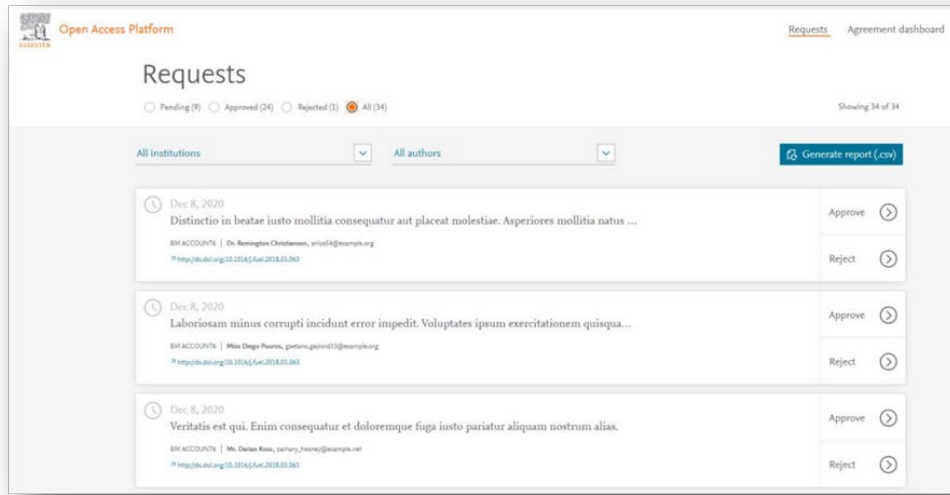 ELSEVIER
Open Access Platform
Requests Agreement dashboard
Requests
Pending (9) Approved (24) Rejected (1) All (34)
Showing 34 of 34
All institutions All authors Generate report (.csv)
Dec 8, 2020
Distinctio in beatae iusto mollitia consequatur aut placeat molestiae. Asperiores mollitia natus ...
BM ACCOUNT6 | Dr. Remington Christiansen, aniya54@example.org
http://dx.doi.org/10.1016/j.fuel.2018.03.063
Approve
Reject
Dec 8, 2020
Laboriosam minus corrupti incidunt error impedit. Voluptates ipsum exercitationem quisqua...
BM ACCOUNT6 | Miss Diego Pouros, gaetano.gaylord33@example.org
http://dx.doi.org/10.1016/j.fuel.2018.03.063
Approve
Reject
Dec 8, 2020
Veritatis est qui. Enim consequatur et doloremque fuga iusto pariatur aliquam nostrum alias.
BM ACCOUNT6 | Mr. Darian Koss, zachary_heaney@example.net
http://dx.doi.org/10.1016/j.fuel.2018.03.063
Approve
Reject